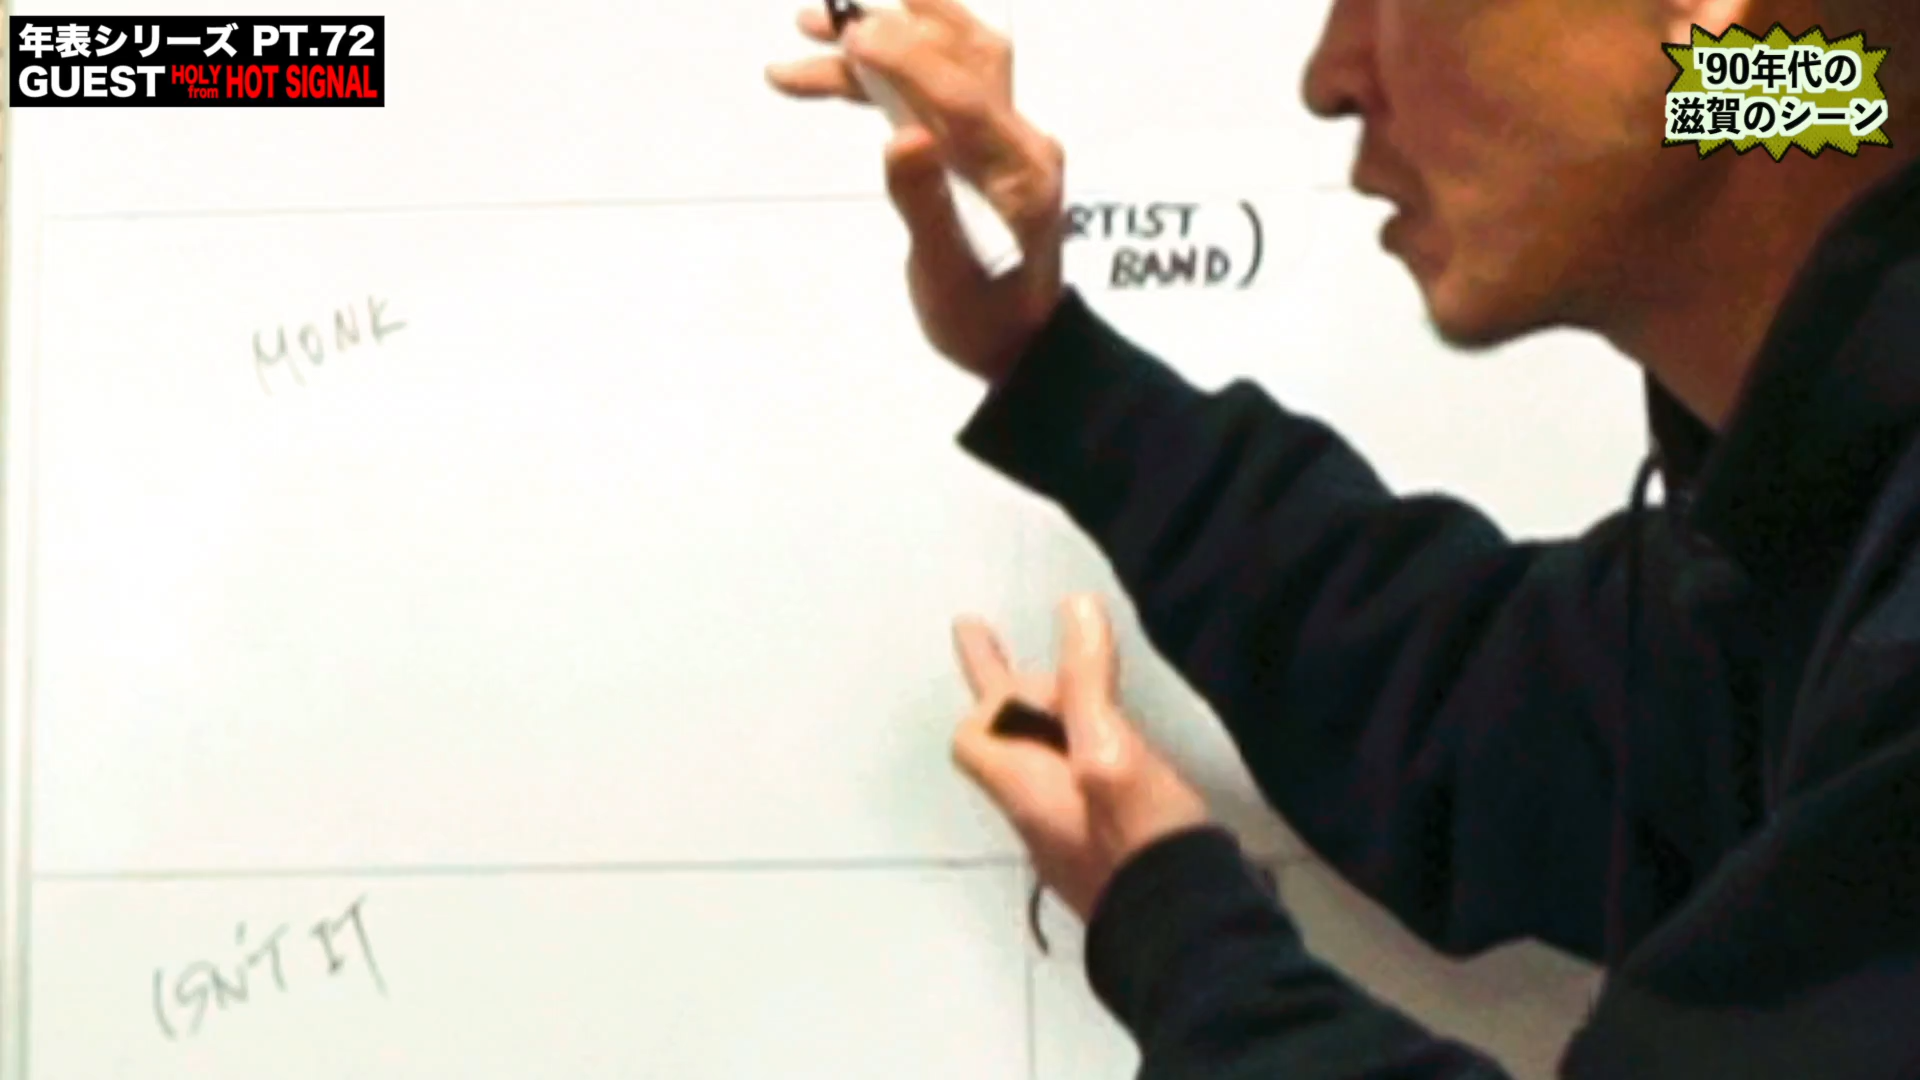 年表シリーズ PT.72
GUEST HOLY from HOT SIGNAL
'90年代の
滋賀のシーン
RTIST
BAND)
MONK
ISN'T IT